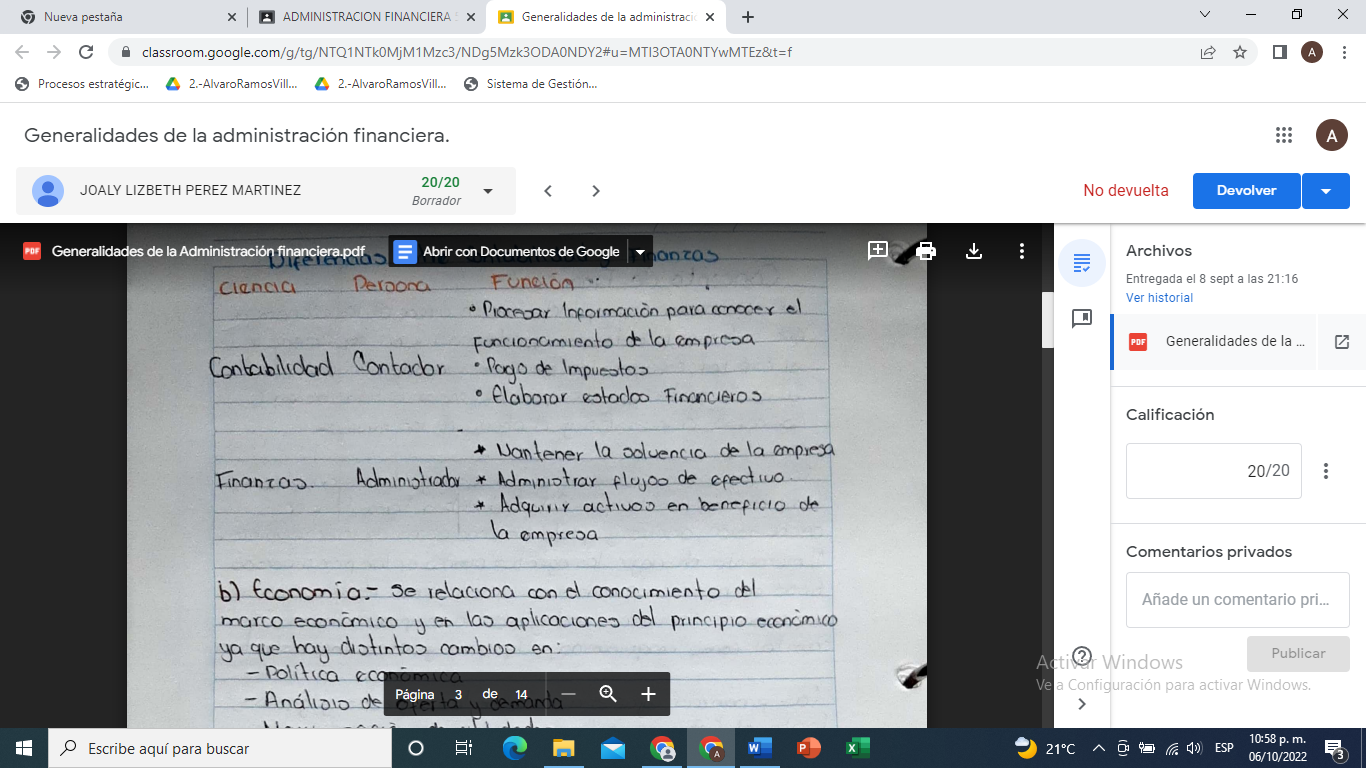 Nueva pestaña
ADMINISTRACION FINANCIERA
Generalidades de la administraci
classroom.google.com/g/tg/NTQ1NTk0MjM1Mzc3/NDg5Mzk3ODA0NDY2#u=MTI3OTA0NTYwMTEz&t=f
A
Procesos estratégic...
2.-AlvaroRamosVill...
2.-AlvaroRamosVill...
Sistema de Gestión...
Generalidades de la administración financiera.
A
JOALY LIZBETH PEREZ MARTINEZ
20/20
Borrador
No devuelta
Devolver
PDF
Generalidades de la Administración financiera.pdf
Abrir con Documentos de Google
Diferencias
Finanzas
Ciencia Persona Función
• Procesar Información para conocer el
funcionamiento de la empresa
Contabilidad Contador • Pago de Impuestos
• Elaborar estados Financieros
* Mantener la solvencia de la empresa
Finanzas. Administrador * Administrar flujos de efectivo.
* Adquirir activos en beneficio de
la empresa
b) Economía.- Se relaciona con el conocimiento del
marco económico y en las aplicaciones del principio económico
ya que hay distintos cambios en:
- Política económica
- Análisis de oferta y demanda
Página 3 de 14
Archivos
Entregada el 8 sept a las 21:16
Ver historial
PDF
Generalidades de la ...
Calificación
20/20
Comentarios privados
Añade un comentario pri...
Publicar
Activar Windows
Ve a Configuración para activar Windows.
Escribe aquí para buscar
A
21°C
ESP
10:58 p. m.
06/10/2022
3